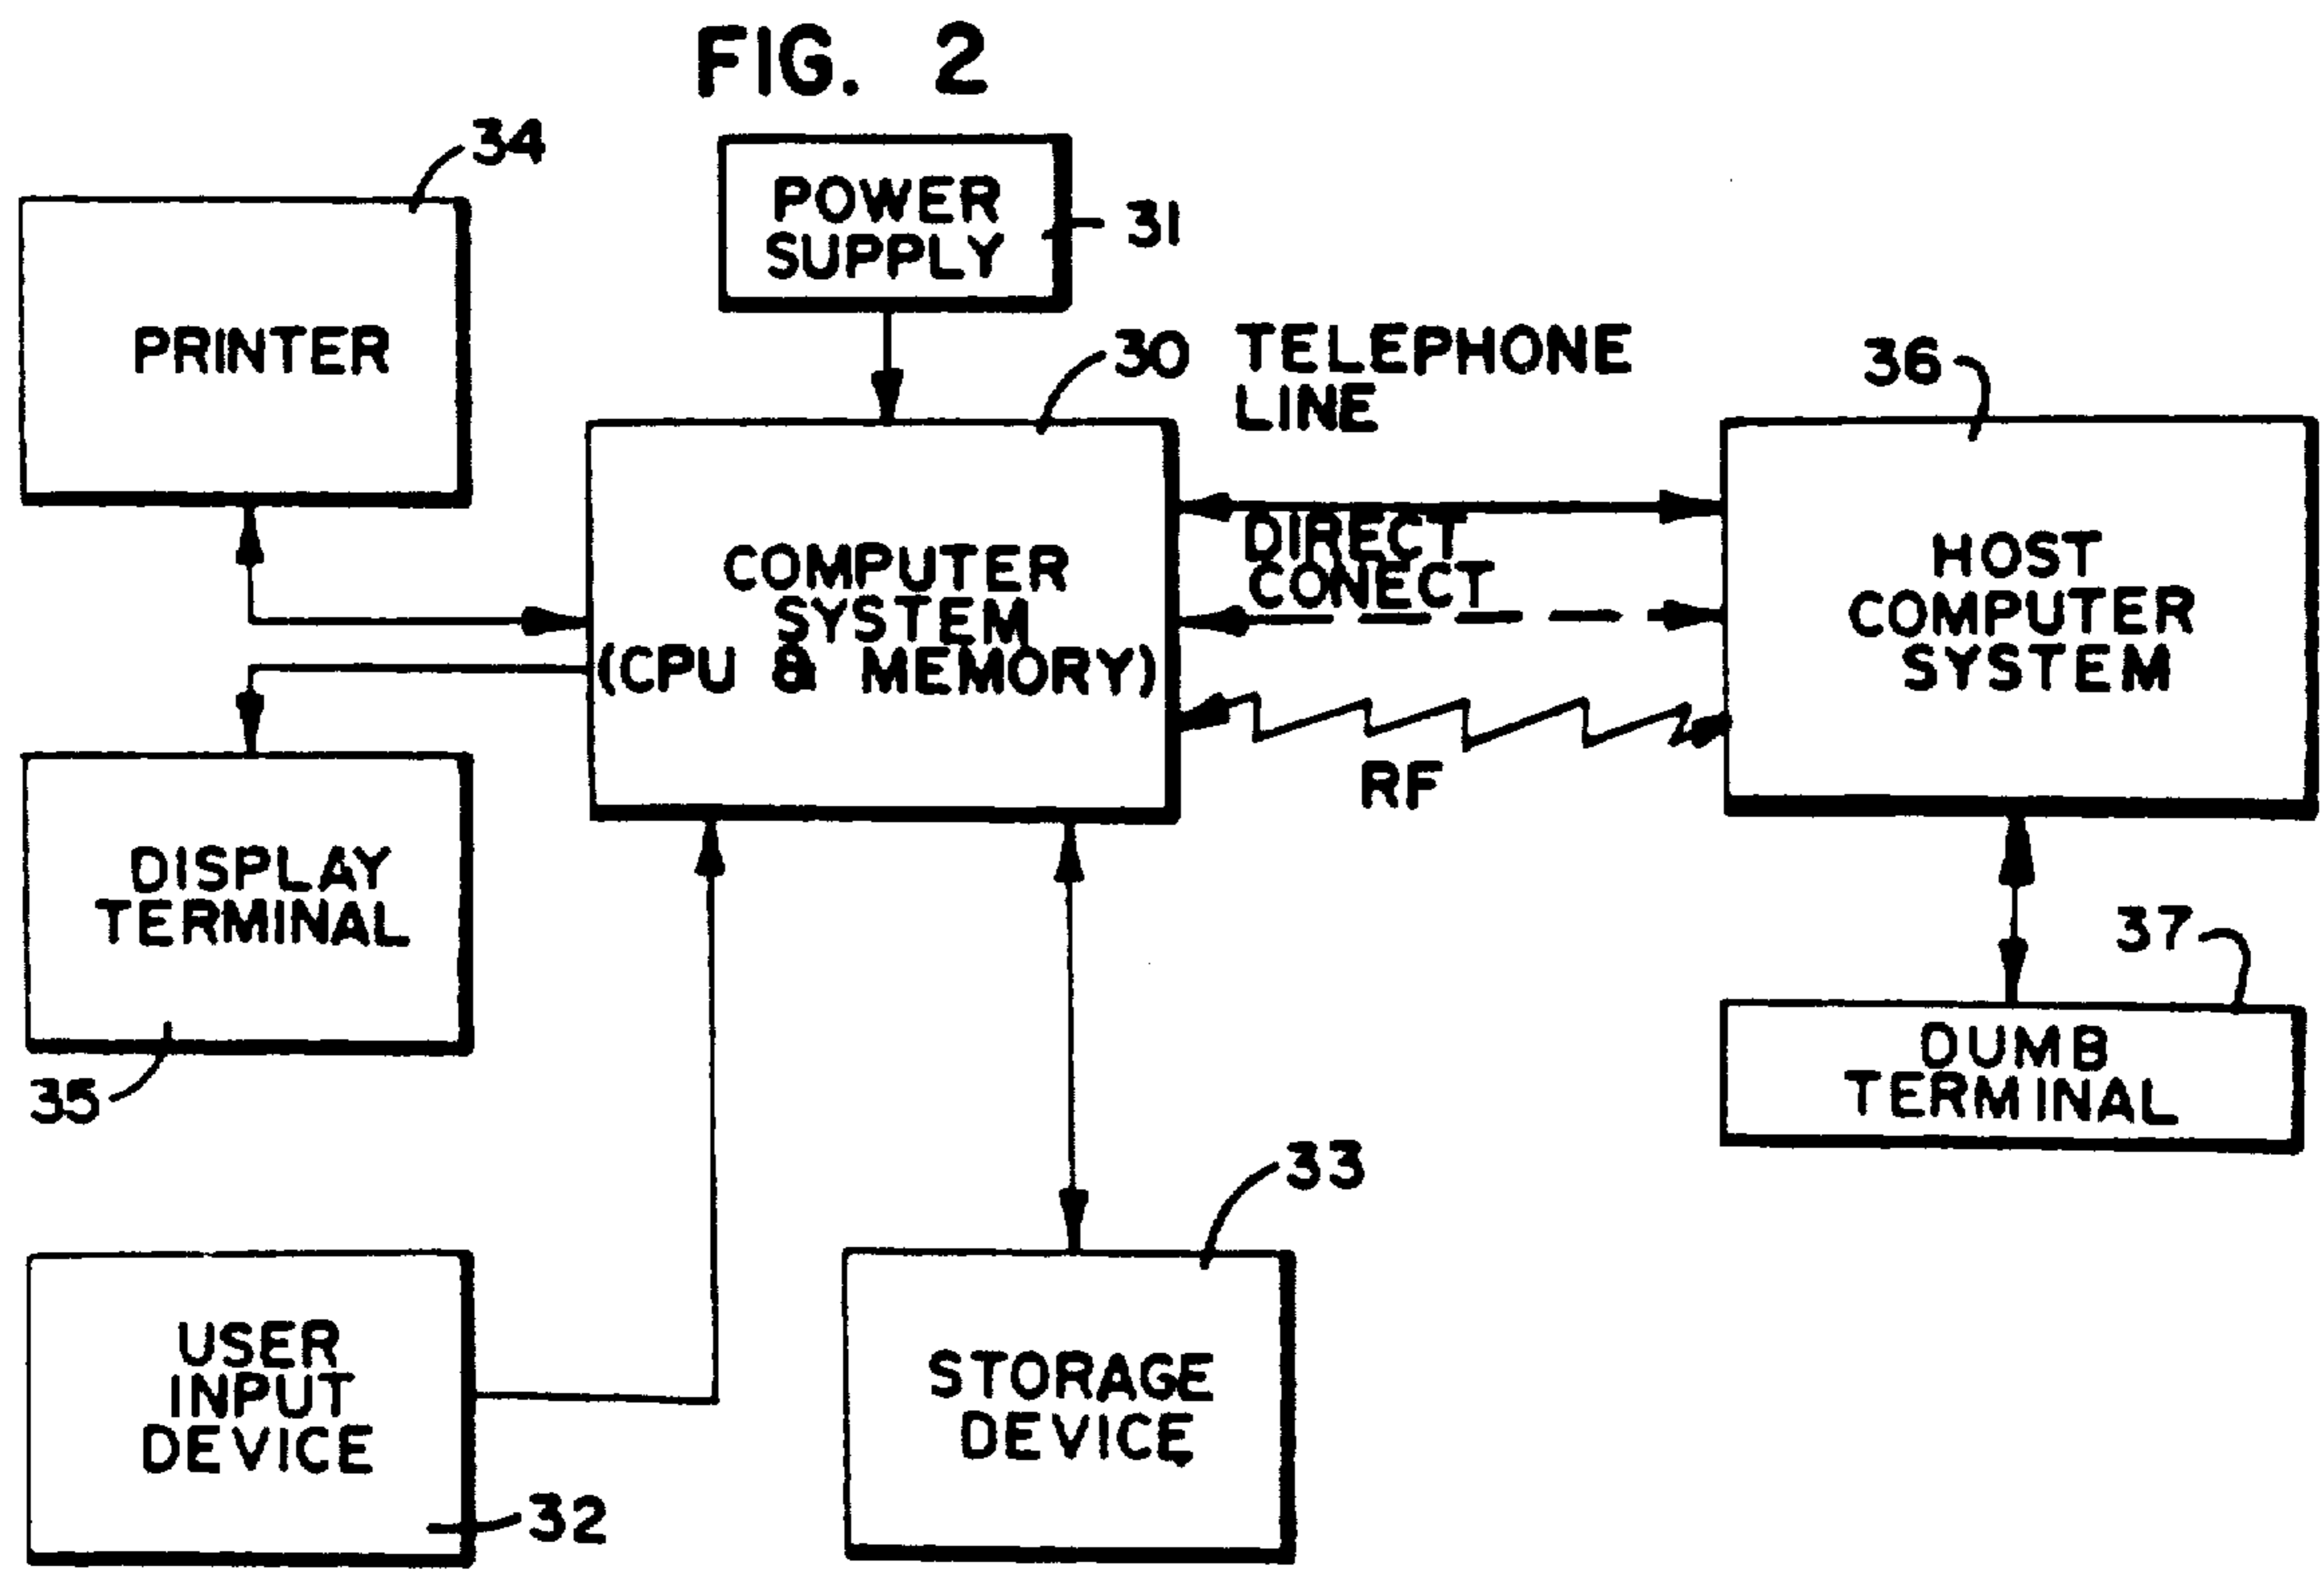 FIG. 2
34
POWER
SUPPLY
31
PRINTER
30
TELEPHONE
LINE
36
DIRECT
CONECT
COMPUTER
SYSTEM
(CPU & MEMORY)
HOST
COMPUTER
SYSTEM
RF
DISPLAY
TERMINAL
35
37
DUMB
TERMINAL
33
USER
INPUT
DEVICE
32
STORAGE
DEVICE